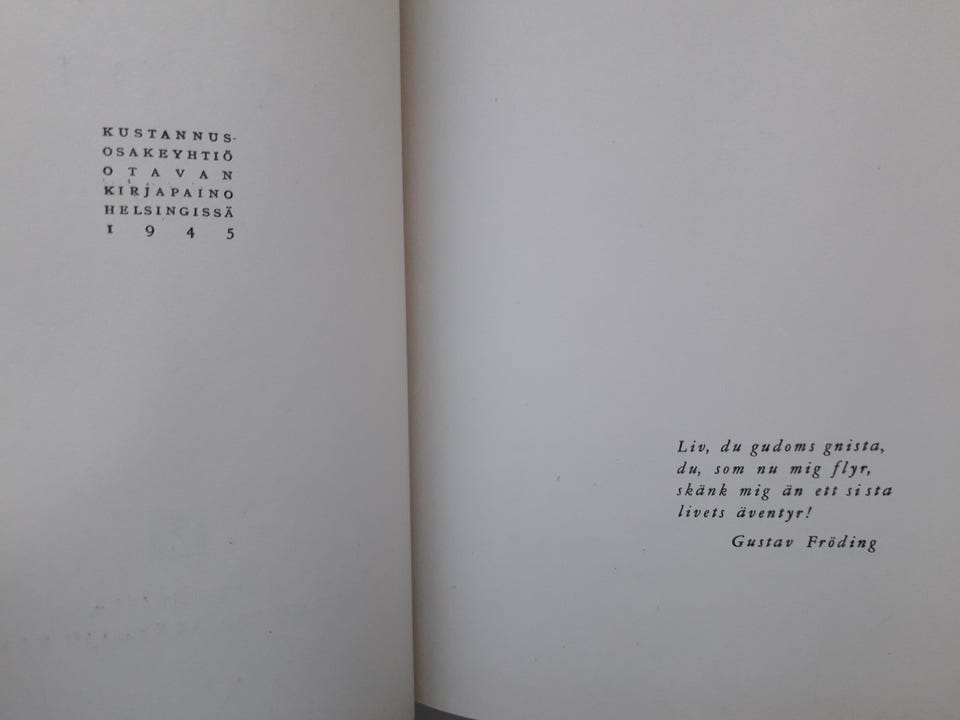 KUSTANNUS-
OSAKEYHTIÖ
OTAVAN
KIRJAPAINO
HELSINGISSÄ
1945
Liv, du gudoms gnista,
du, som nu mig flyr,
skänk mig än ett sista
livets äventyr!
Gustav Fröding